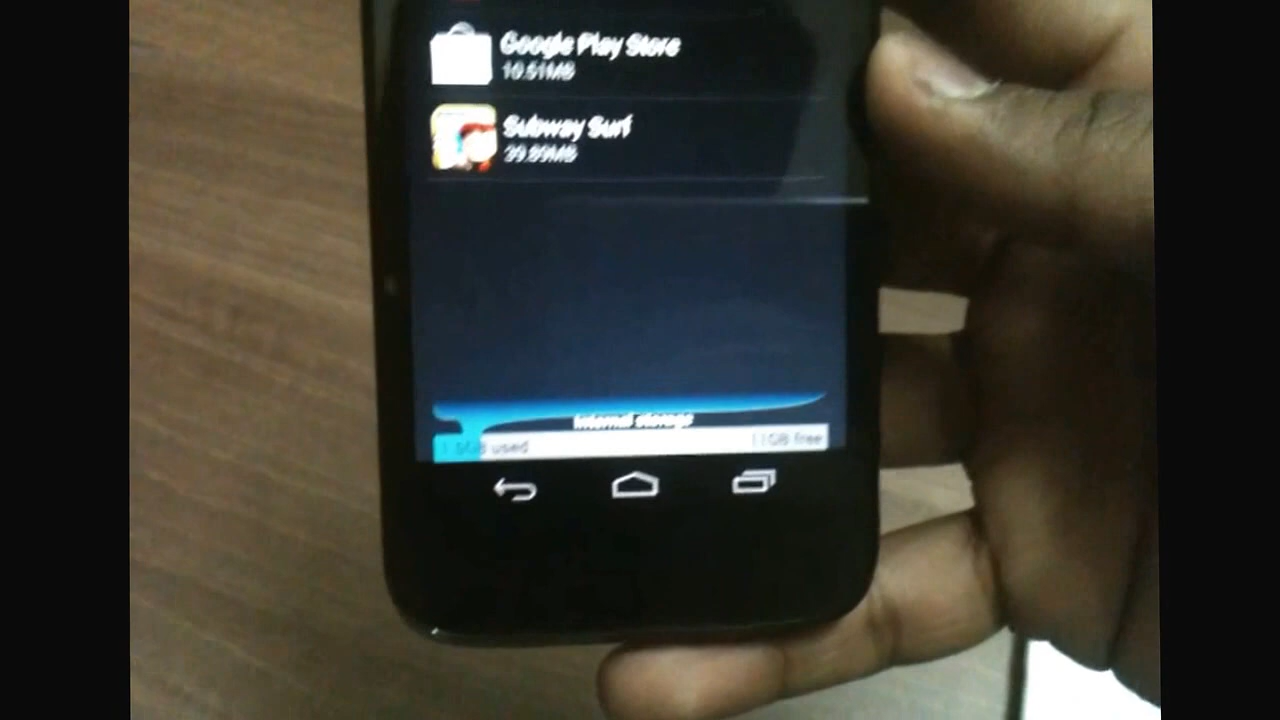 Google Play Store
10.51MB
Subway Surf
39.89MB
Internal storage
used
11GB free